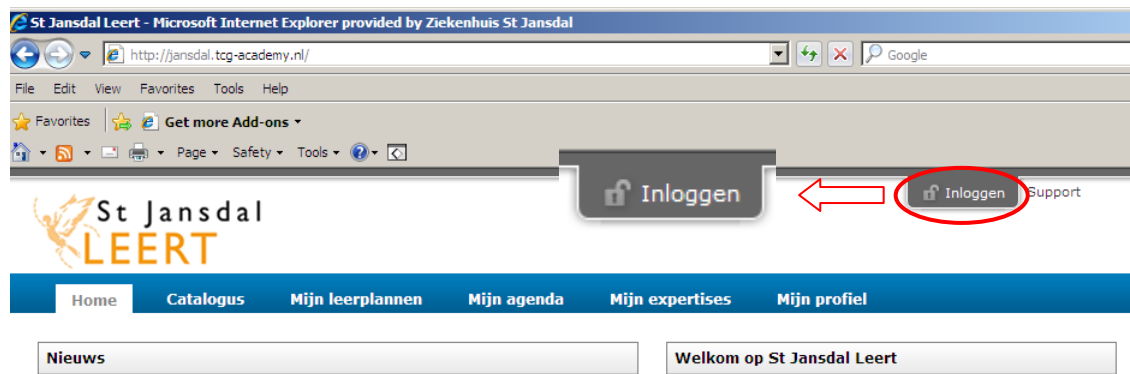 St Jansdal Leert - Microsoft Internet Explorer provided by Ziekenhuis St Jansdal
http://jansdal.tcg-academy.nl/ Google
File Edit View Favorites Tools Help
Favorites Get more Add-ons
Page Safety Tools
Inloggen Inloggen Support
St Jansdal
LEERT
Home Catalogus Mijn leerplannen Mijn agenda Mijn expertises Mijn profiel
Nieuws Welkom op St Jansdal Leert